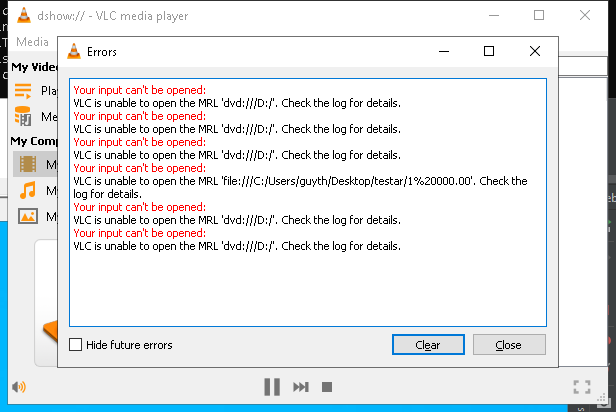 dshow:// - VLC media player
Media
Errors
My Video
Your input can't be opened:
VLC is unable to open the MRL 'dvd:///D:/'. Check the log for details.
Your input can't be opened:
VLC is unable to open the MRL 'dvd:///D:/'. Check the log for details.
Your input can't be opened:
VLC is unable to open the MRL 'dvd:///D:/'. Check the log for details.
Your input can't be opened:
VLC is unable to open the MRL 'file:///C:/Users/guyth/Desktop/testar/1%20000.00'. Check the
log for details.
Your input can't be opened:
VLC is unable to open the MRL 'dvd:///D:/'. Check the log for details.
Your input can't be opened:
VLC is unable to open the MRL 'dvd:///D:/'. Check the log for details.
Pla
Me
My Comp
My
My
My
Hide future errors
Clear
Close